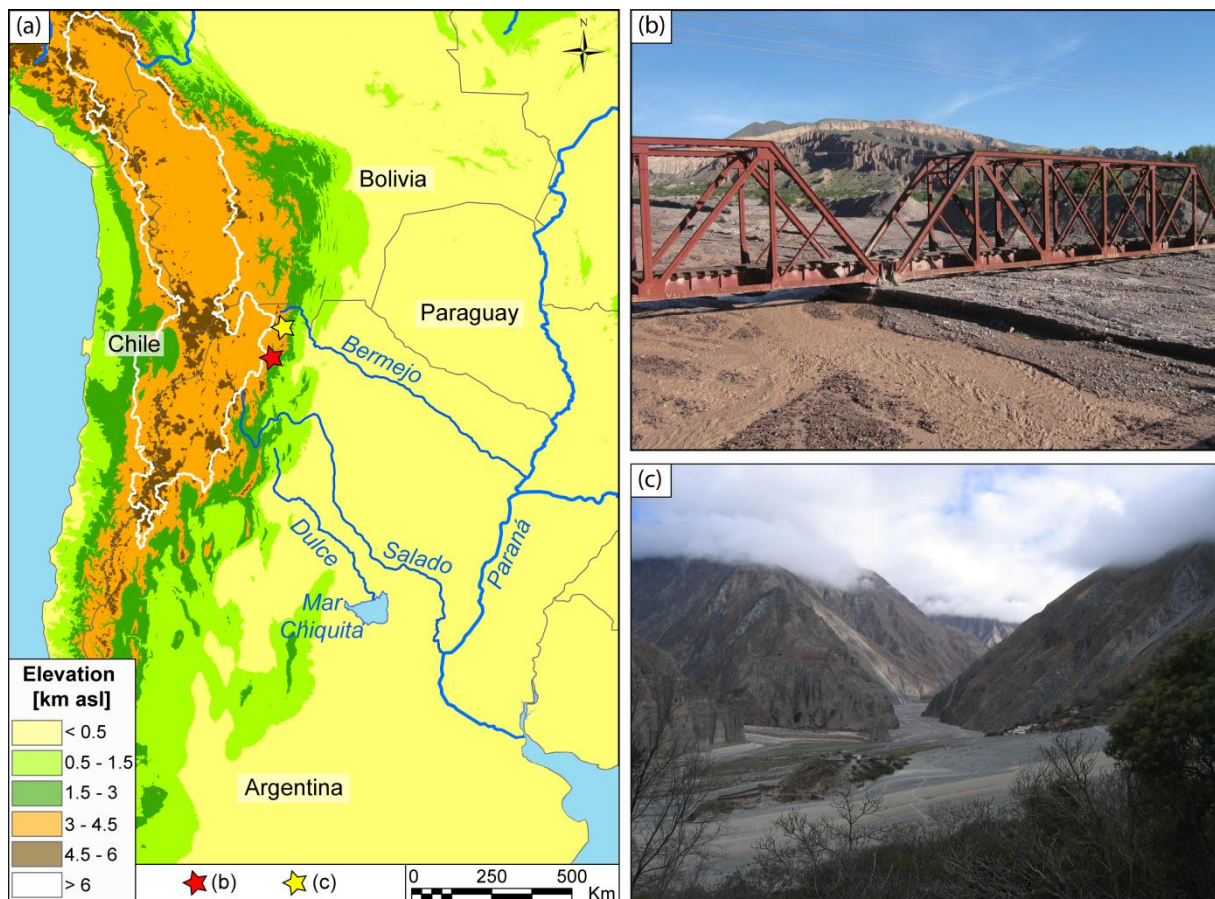 (a)
N
Bolivia
Paraguay
Chile
Bermejo
Paraná
Salado
Dulce
Mar
Chiquita
Argentina
Elevation
[km asl]
< 0.5
0.5 - 1.5
1.5 - 3
3 - 4.5
4.5 - 6
> 6
(b)
(c)
0
250
500
Km
(b)
(c)